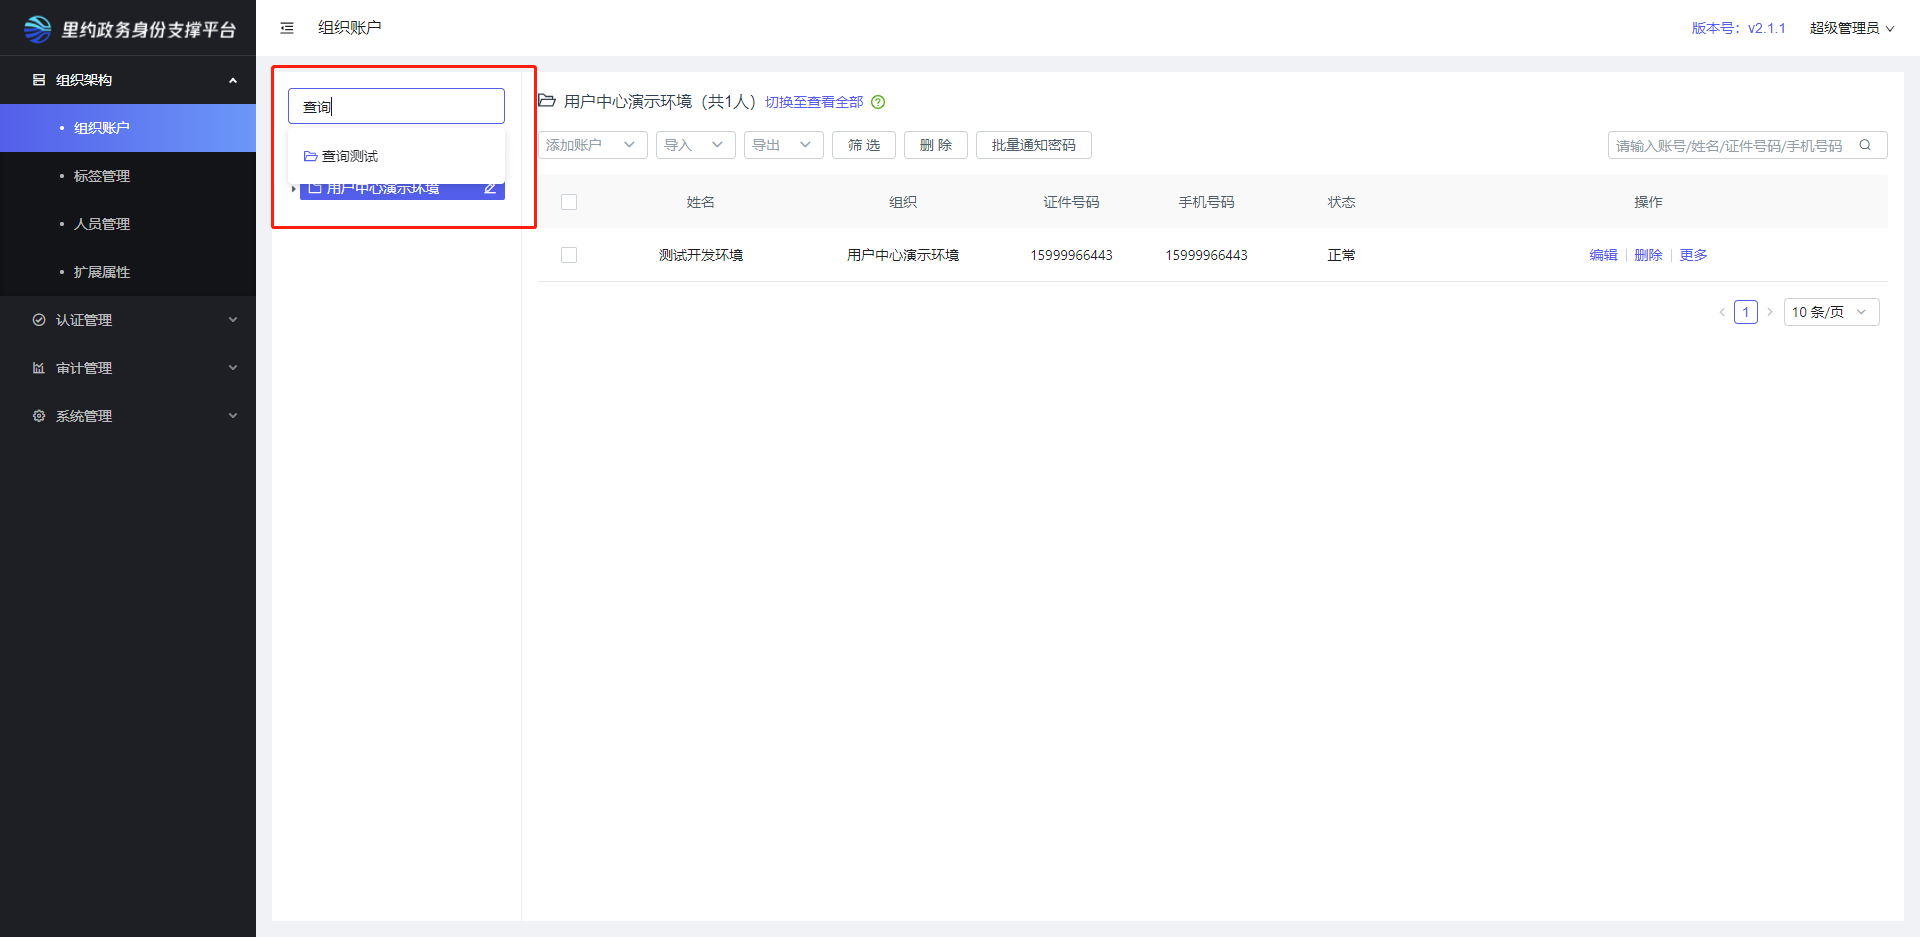 里约政务身份支撑平台
组织账户
版本号：v2.1.1
超级管理员
组织架构
组织账户
标签管理
人员管理
扩展属性
认证管理
审计管理
系统管理
查询
查询测试
用户中心演示环境
用户中心演示环境（共1人）切换至查看全部
添加账户 导入 导出 筛 选 删 除 批量通知密码
请输入账号/姓名/证件号码/手机号码
姓名 组织 证件号码 手机号码 状态 操作
测试开发环境 用户中心演示环境 15999966443 15999966443 正常 编辑 删除 更多
1 10 条/页